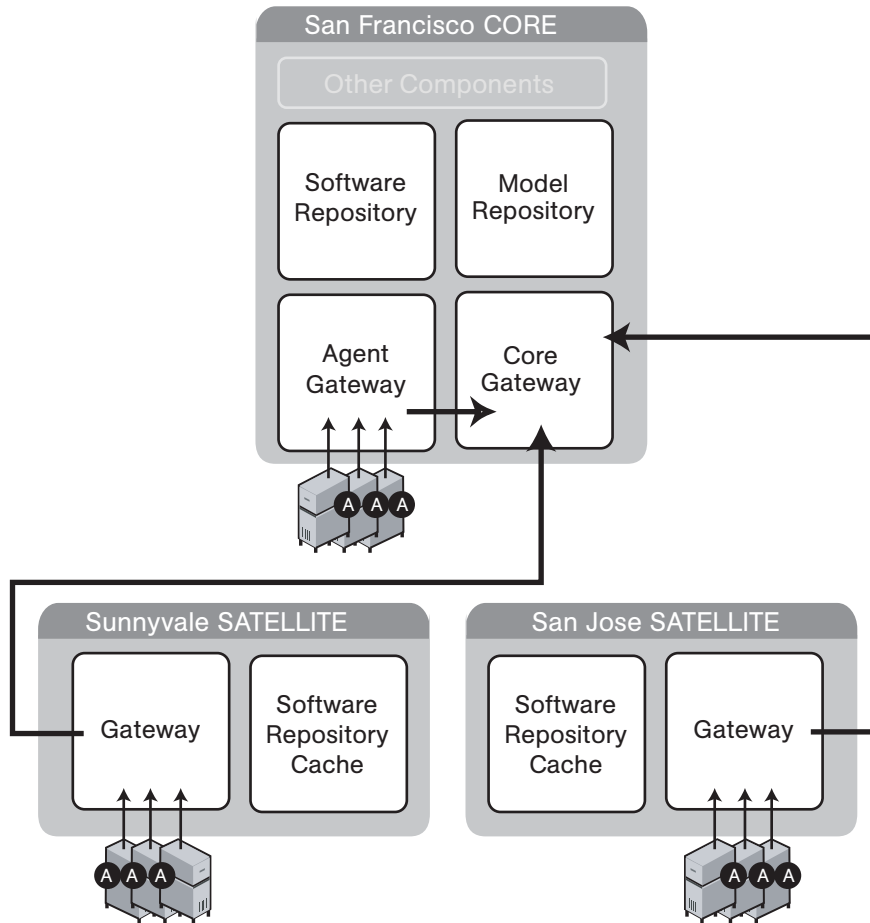 San Francisco CORE
Other Components
Software
Repository
Model
Repository
Agent
Gateway
Core
Gateway
A A A
Sunnyvale SATELLITE
Gateway
Software
Repository
Cache
A A A
San Jose SATELLITE
Software
Repository
Cache
Gateway
A A A